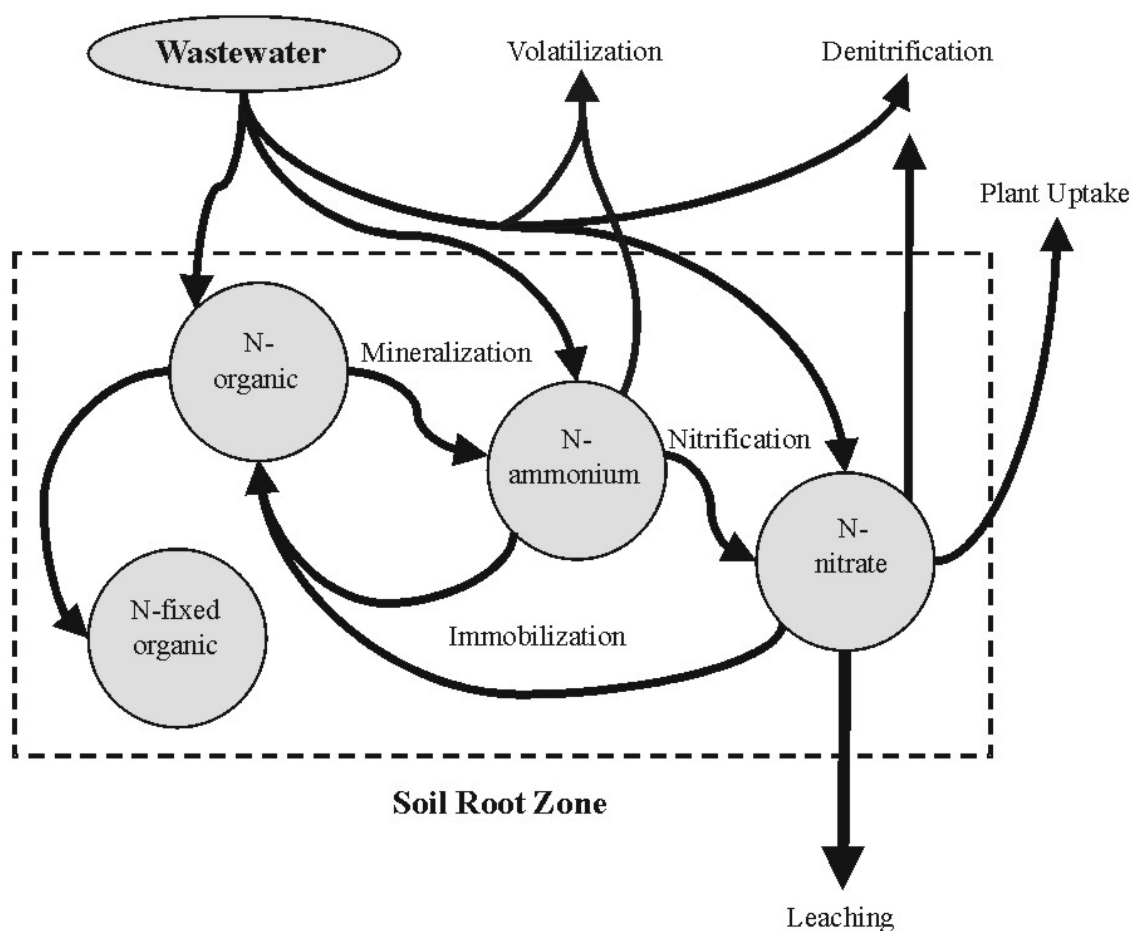 Wastewater
Volatilization
Denitrification
Plant Uptake
N-
organic
Mineralization
N-
ammonium
Nitrification
N-
nitrate
N-fixed
organic
Immobilization
Soil Root Zone
Leaching